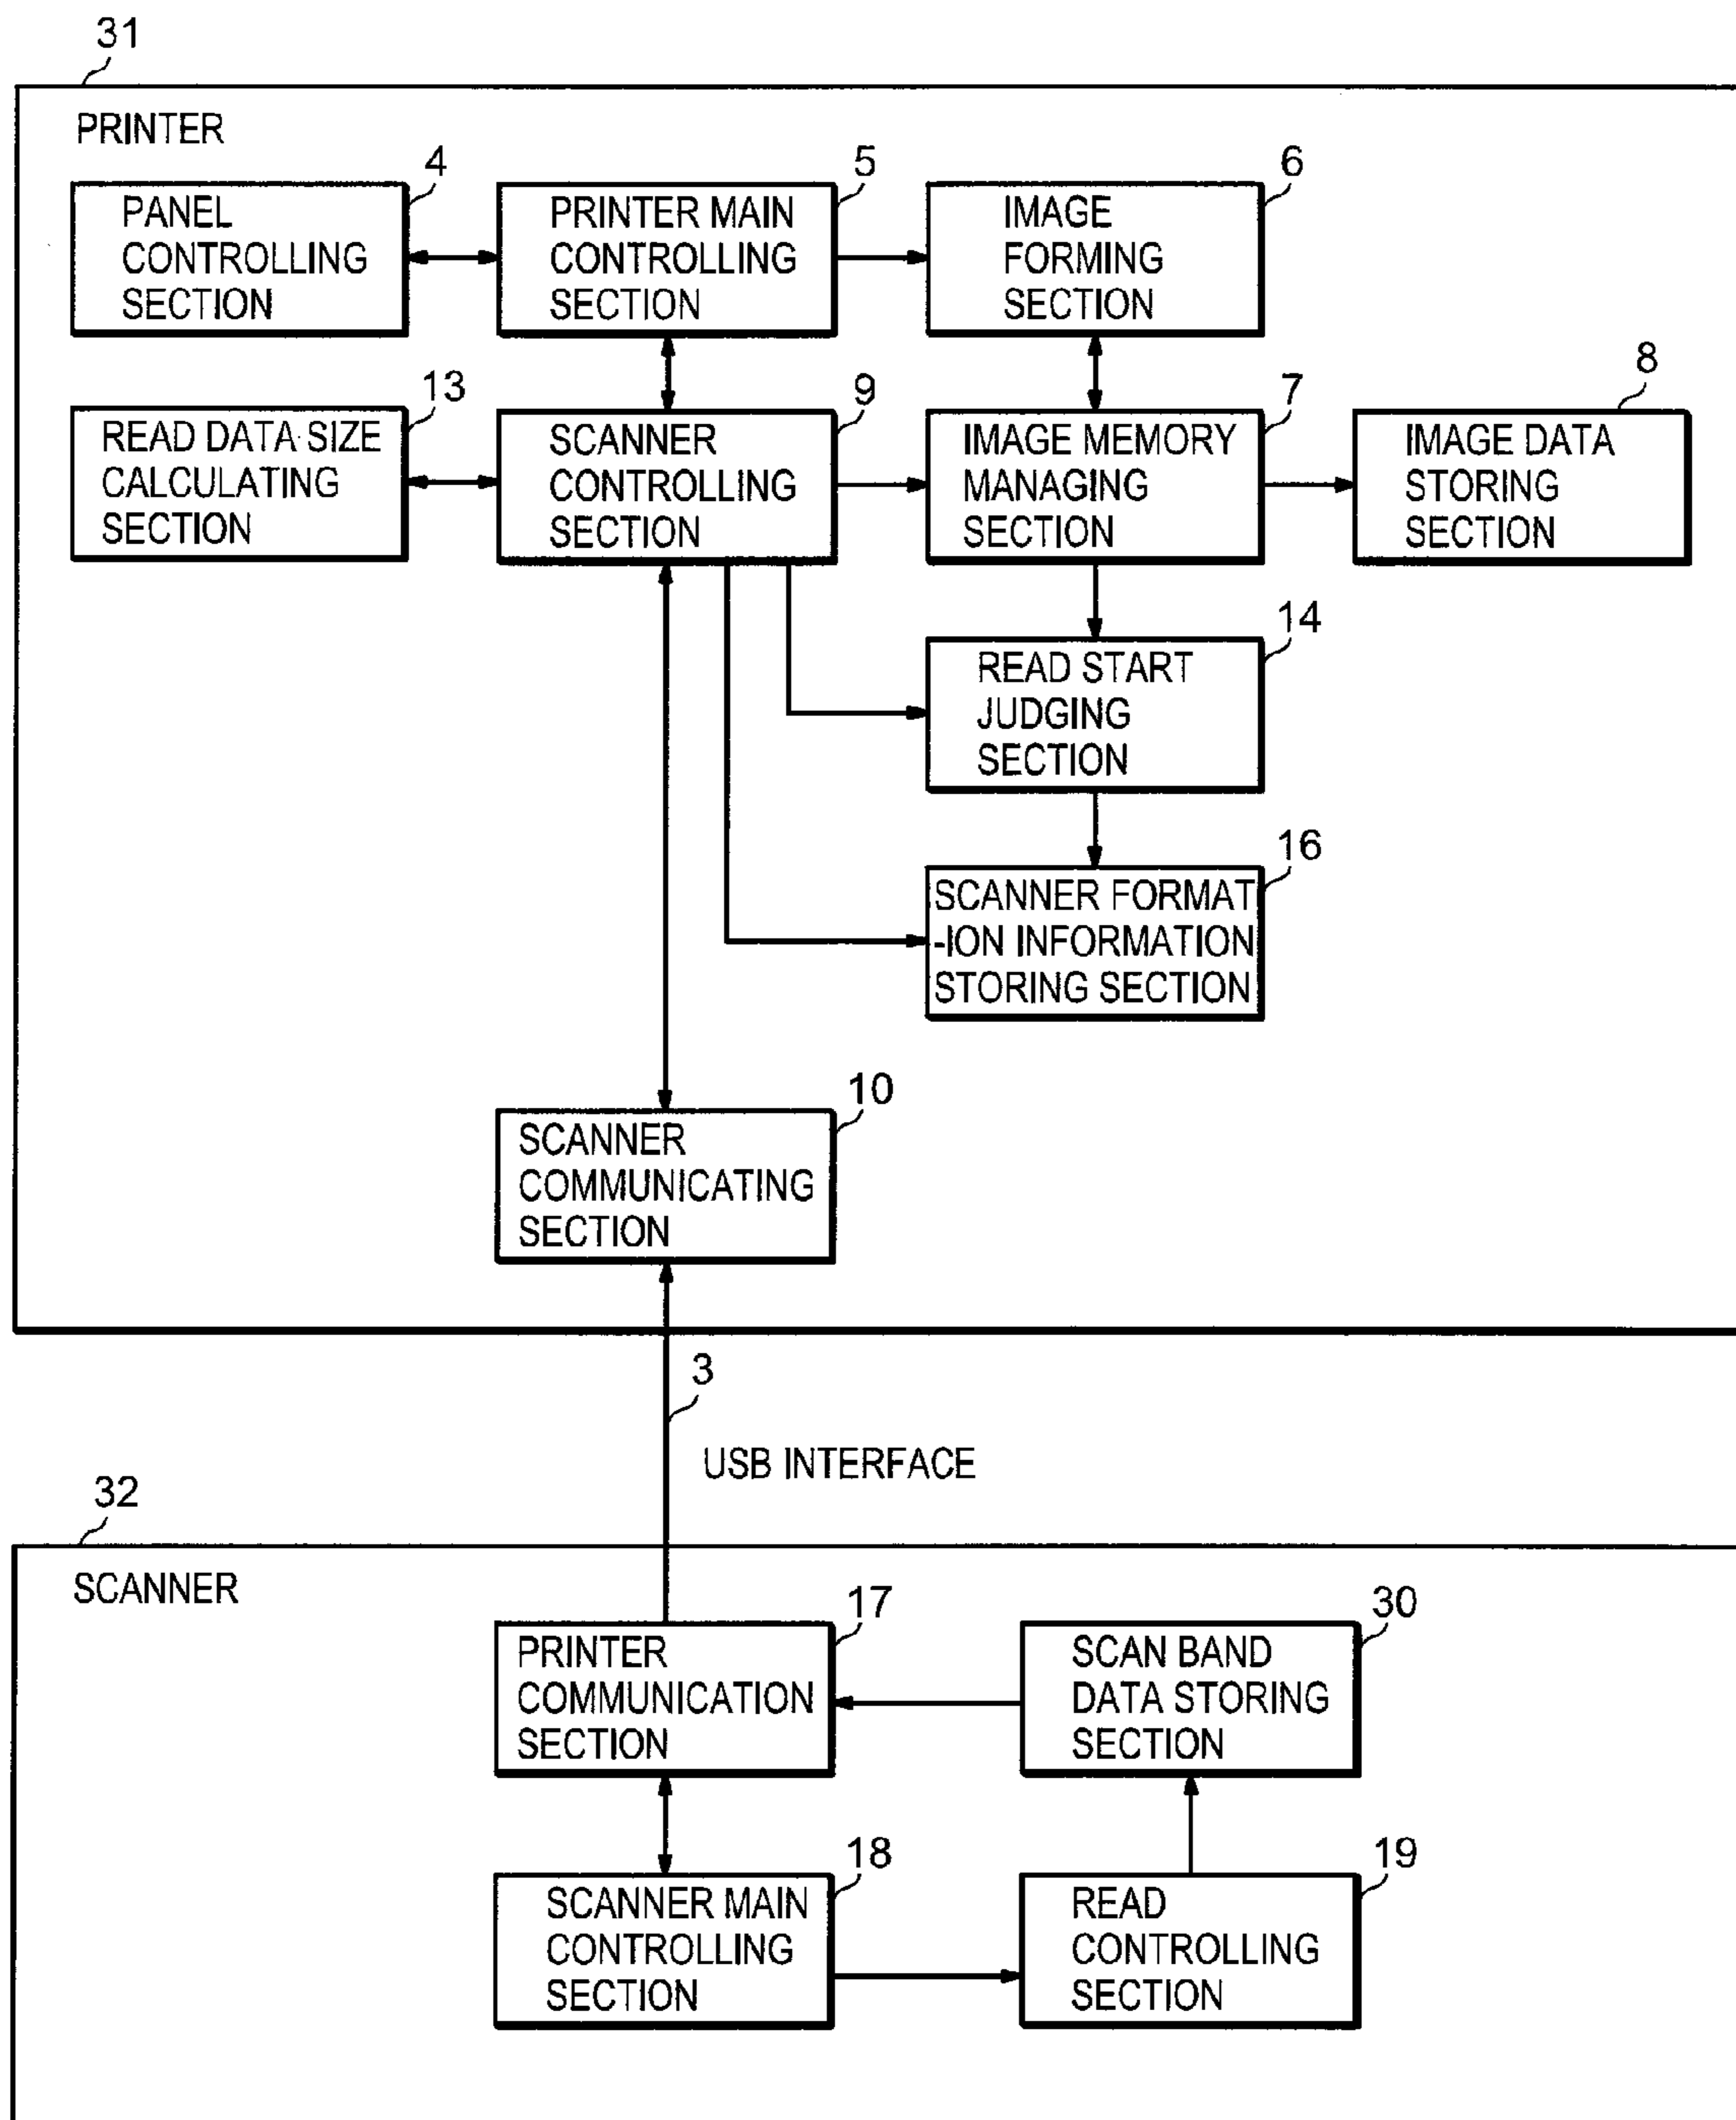 31
PRINTER
4
PANEL
CONTROLLING
SECTION
5
PRINTER MAIN
CONTROLLING
SECTION
6
IMAGE
FORMING
SECTION
13
READ DATA SIZE
CALCULATING
SECTION
9
SCANNER
CONTROLLING
SECTION
7
IMAGE MEMORY
MANAGING
SECTION
8
IMAGE DATA
STORING
SECTION
14
READ START
JUDGING
SECTION
16
SCANNER FORMAT
-ION INFORMATION
STORING SECTION
10
SCANNER
COMMUNICATING
SECTION
3
USB INTERFACE
32
SCANNER
17
PRINTER
COMMUNICATION
SECTION
30
SCAN BAND
DATA STORING
SECTION
18
SCANNER MAIN
CONTROLLING
SECTION
19
READ
CONTROLLING
SECTION